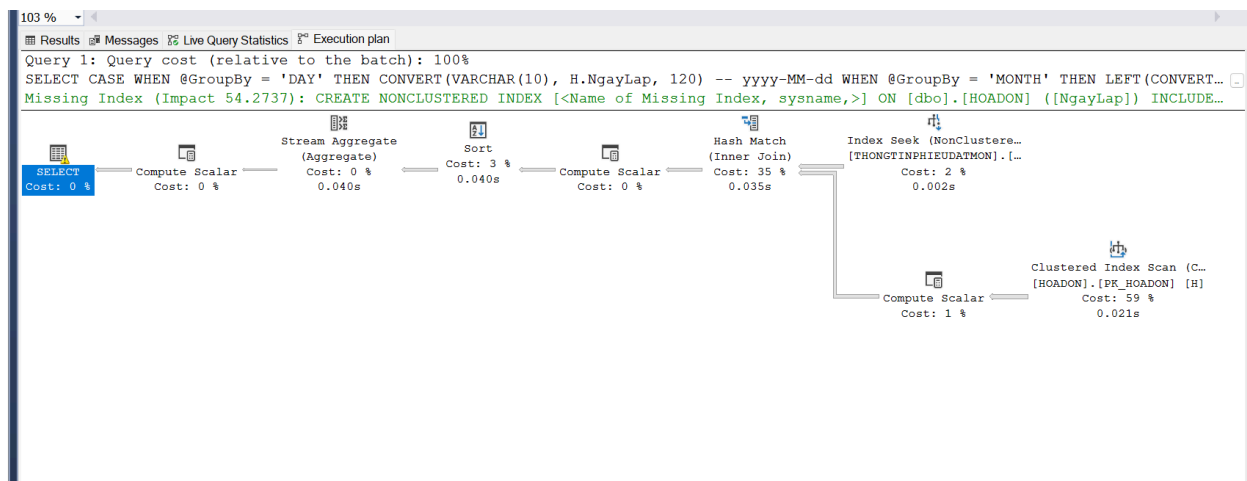 103 %
Results Messages Live Query Statistics Execution plan
Query 1: Query cost (relative to the batch): 100%
SELECT CASE WHEN @GroupBy = 'DAY' THEN CONVERT(VARCHAR(10), H.NgayLap, 120) -- yyyy-MM-dd WHEN @GroupBy = 'MONTH' THEN LEFT(CONVERT...
Missing Index (Impact 54.2737): CREATE NONCLUSTERED INDEX [<Name of Missing Index, sysname,>] ON [dbo].[HOADON] ([NgayLap]) INCLUDE...
SELECT
Cost: 0 %
Compute Scalar
Cost: 0 %
Stream Aggregate
(Aggregate)
Cost: 0 %
0.040s
Sort
Cost: 3 %
0.040s
Compute Scalar
Cost: 0 %
Hash Match
(Inner Join)
Cost: 35 %
0.035s
Index Seek (NonClustere...
[THONGTINPHIEUDATMON].[...
Cost: 2 %
0.002s
Compute Scalar
Cost: 1 %
Clustered Index Scan (C...
[HOADON].[PK_HOADON] [H]
Cost: 59 %
0.021s